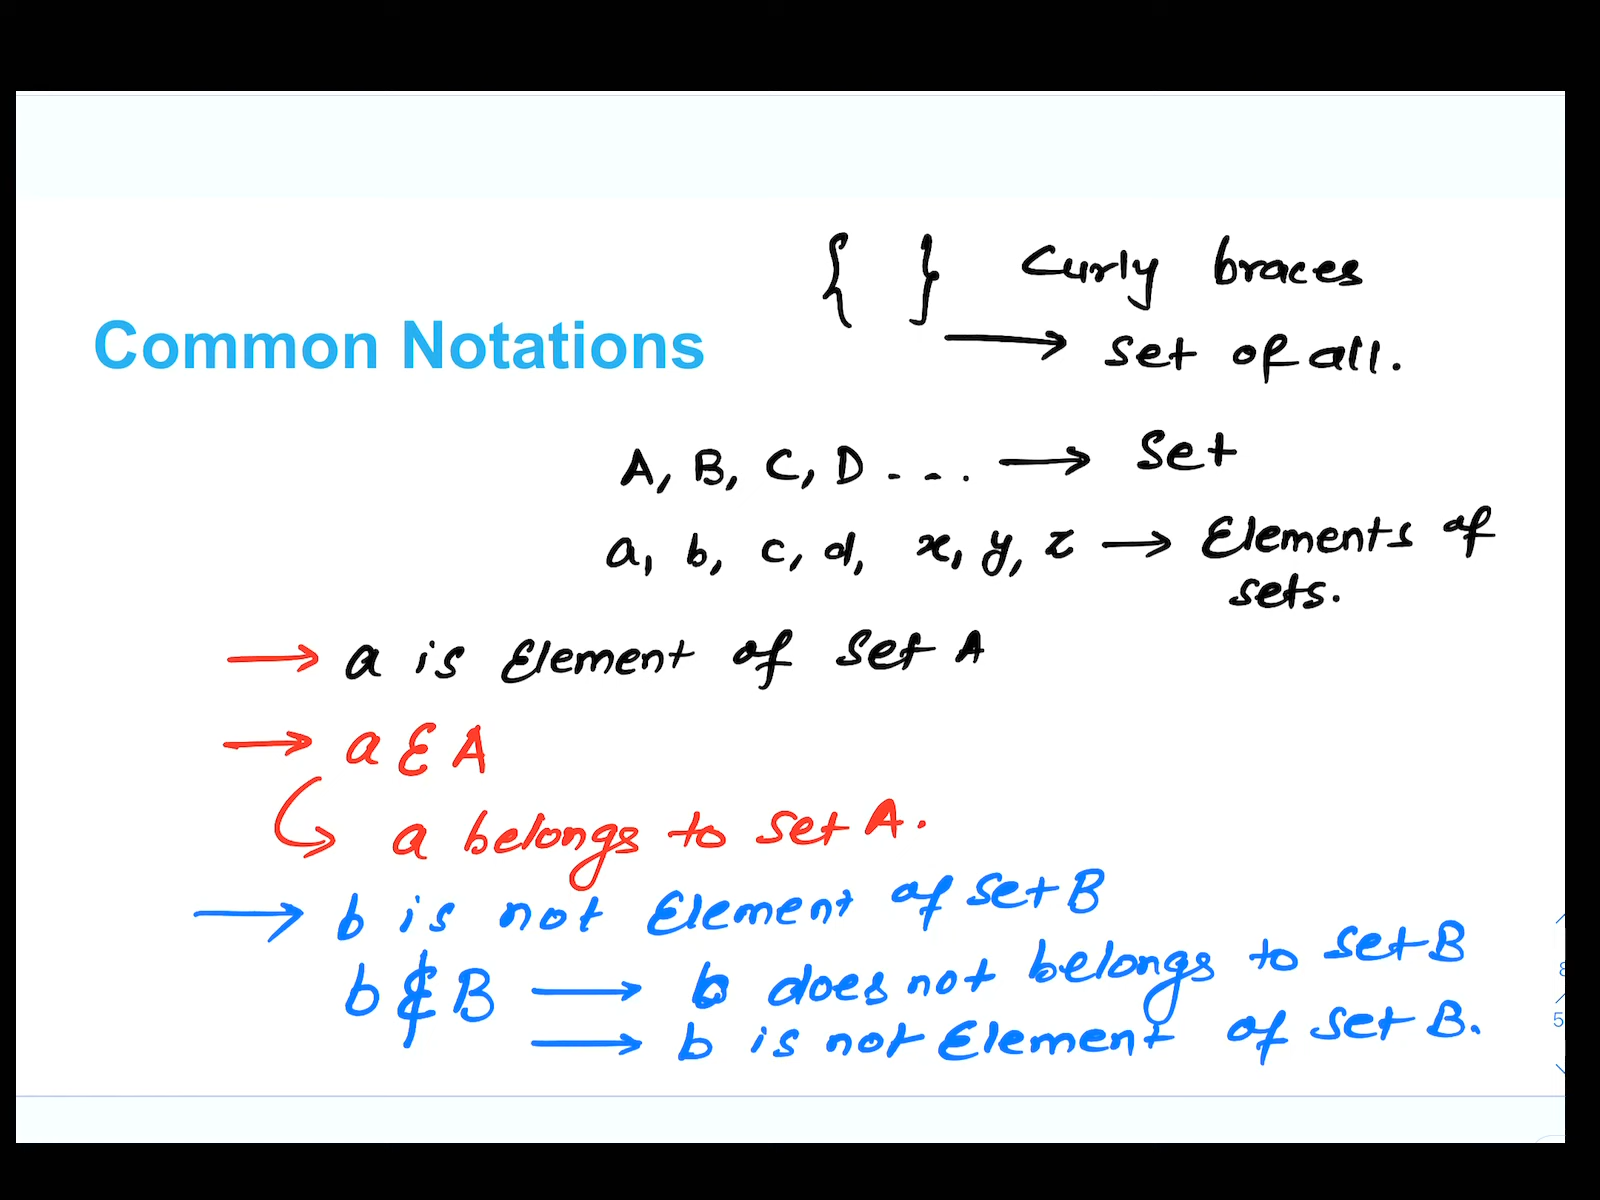 { } Curly braces
→ set of all.
Common Notations
A, B, C, D - - - . → Set
a, b, c, d, x, y, z → Elements of
sets.
→ a is Element of set A
→ a ∈ A
a belongs to set A.
→ b is not Element of set B
b ∉ B → b does not belongs to set B
→ b is not Element of set B.
5